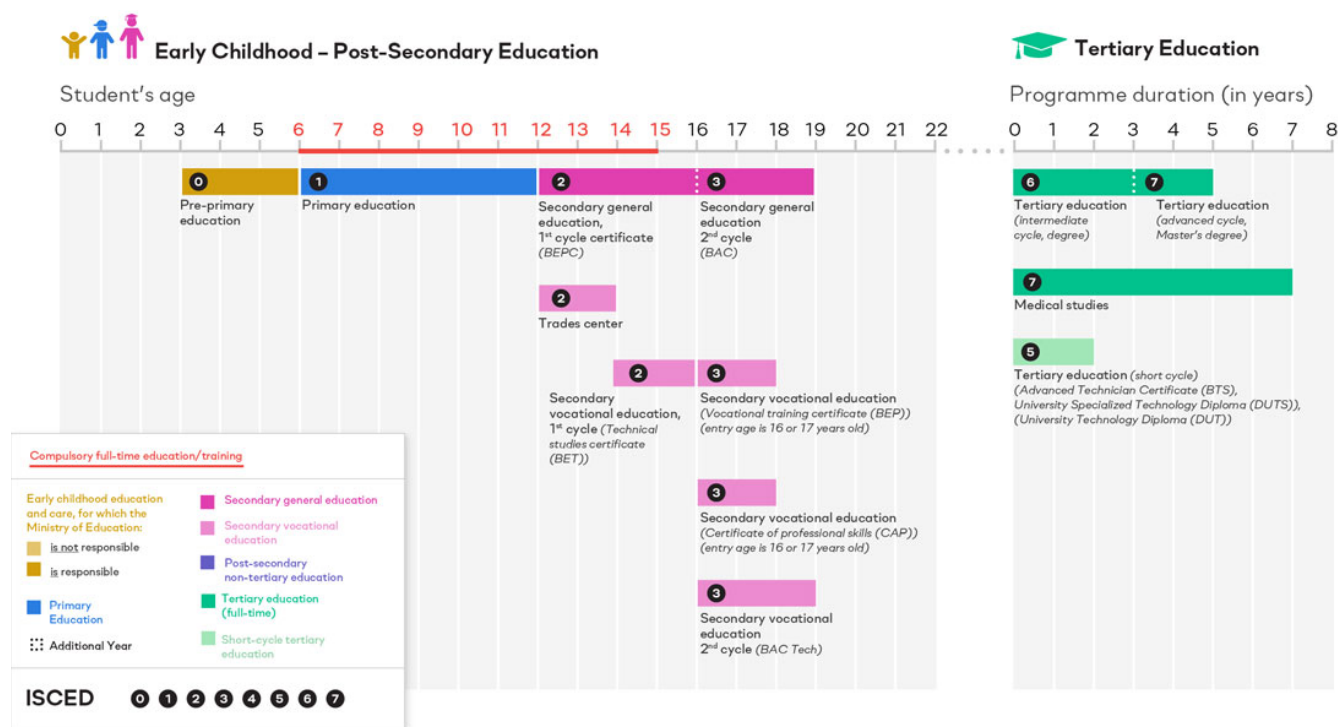 Early Childhood – Post-Secondary Education
Student's age
0 1 2 3 4 5 6 7 8 9 10 11 12 13 14 15 16 17 18 19 20 21 22
0
Pre-primary
education
1
Primary education
2
Secondary general
education,
1st cycle certificate
(BEPC)
3
Secondary general
education
2nd cycle
(BAC)
2
Trades center
2
Secondary
vocational education,
1st cycle (Technical
studies certificate
(BET))
3
Secondary vocational education
(Vocational training certificate (BEP))
(entry age is 16 or 17 years old)
3
Secondary vocational education
(Certificate of professional skills (CAP))
(entry age is 16 or 17 years old)
3
Secondary vocational
education
2nd cycle (BAC Tech)
Tertiary Education
Programme duration (in years)
0 1 2 3 4 5 6 7 8
6
Tertiary education
(intermediate
cycle, degree)
7
Tertiary education
(advanced cycle,
Master's degree)
7
Medical studies
5
Tertiary education (short cycle)
(Advanced Technician Certificate (BTS),
University Specialized Technology Diploma (DUTS)),
(University Technology Diploma (DUT))
Compulsory full-time education/training
Early childhood education
and care, for which the
Ministry of Education:
is not responsible
is responsible
Primary
Education
Additional Year
Secondary general education
Secondary vocational
education
Post-secondary
non-tertiary education
Tertiary education
(full-time)
Short-cycle tertiary
education
ISCED 0 1 2 3 4 5 6 7